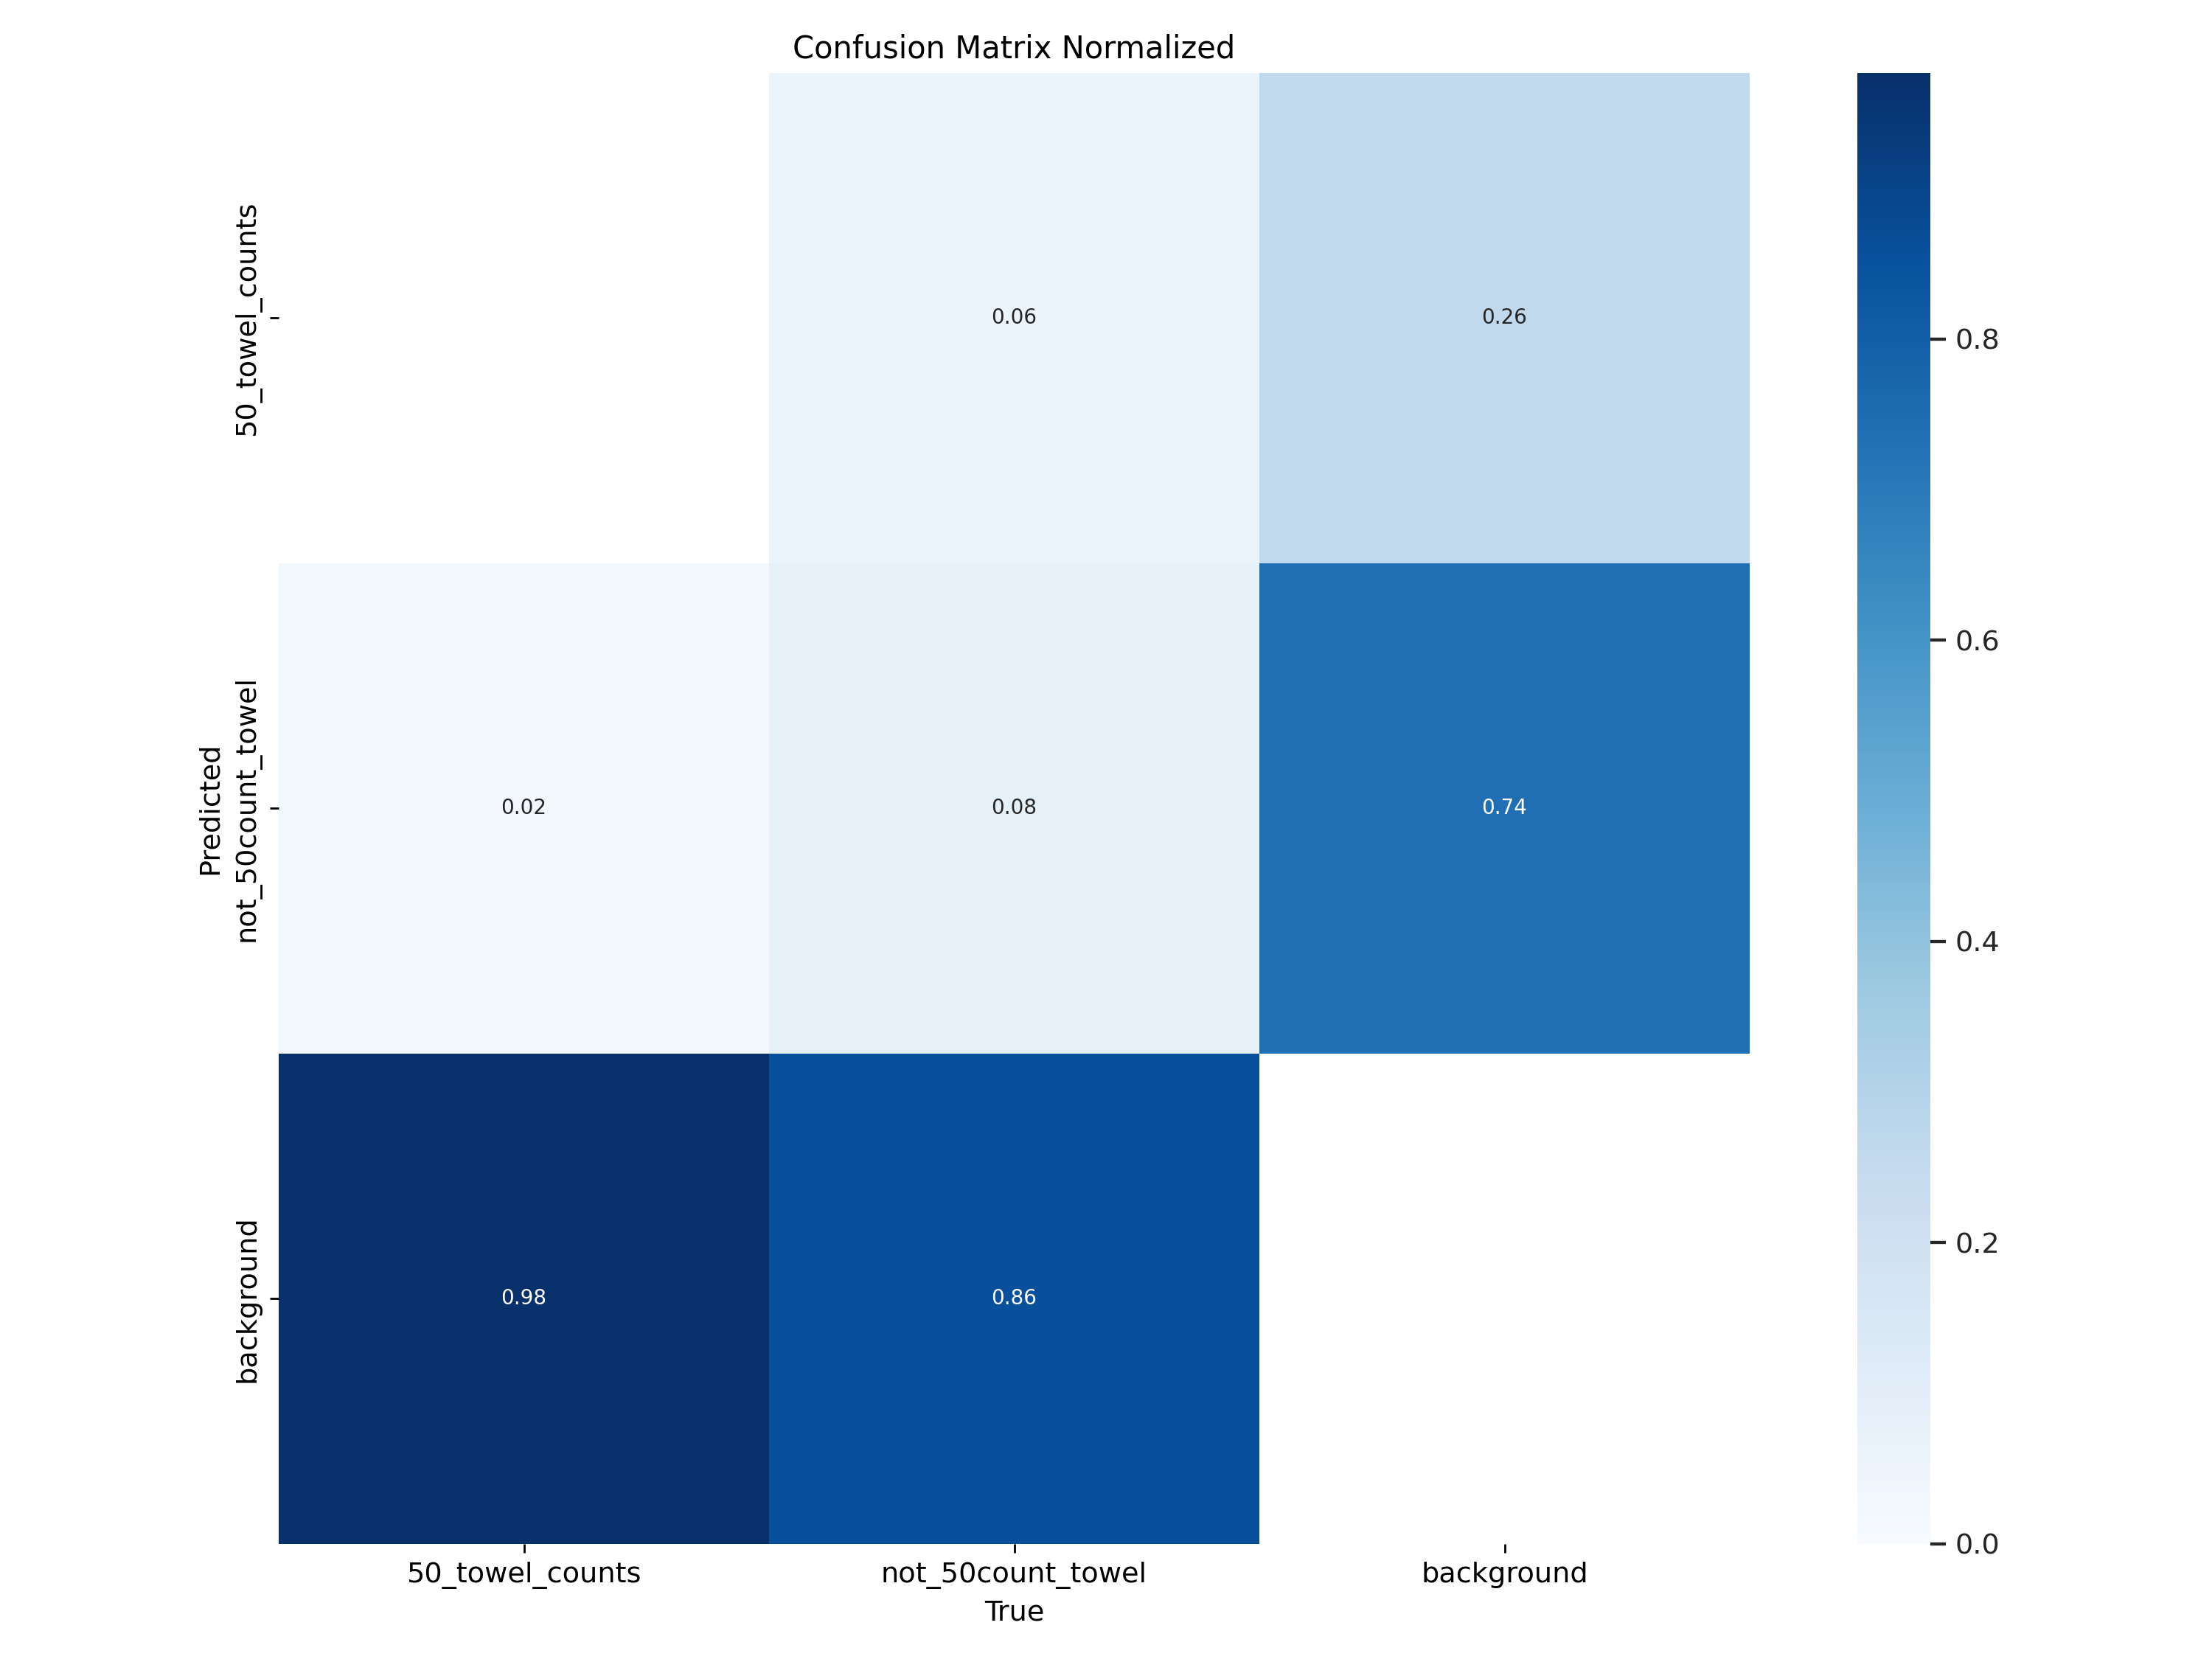 Confusion Matrix Normalized
50_towel_counts
0.06
0.26
0.8
0.6
Predicted
not_50count_towel
0.02
0.08
0.74
0.4
background
0.98
0.86
0.2
0.0
50_towel_counts
not_50count_towel
background
True